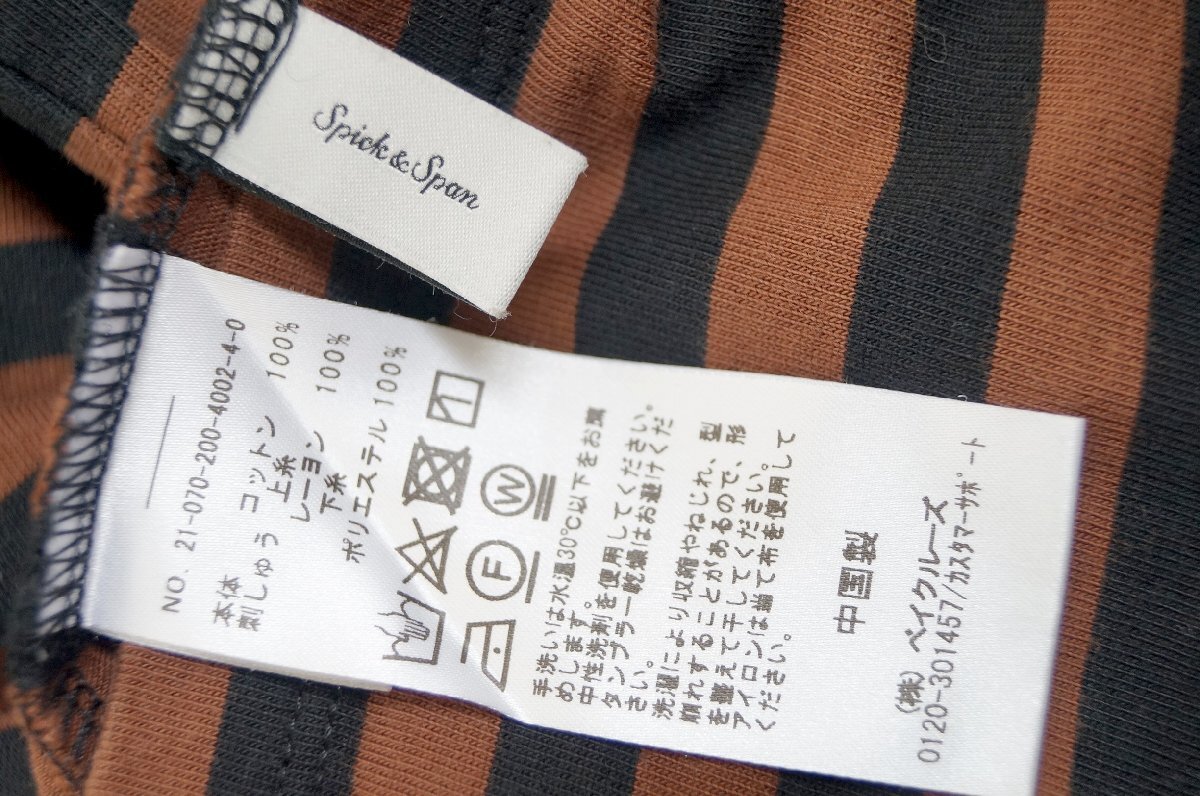 Spick&Span
NO. 21-070-200-4002-4-0
本体 コットン 100%
刺しゅう 上糸
レーヨン 100%
下糸
ポリエステル 100%
W
F
手洗いは水温30℃以下をお奨
めします。
中性洗剤を使用してください。
タンブラー乾燥はお避けくだ
さい。
洗濯により収縮やねじれ、型
崩れすることがあるので、形
を整えて干してください。
アイロンは当て布を使用して
ください。
中国製
(株) ベイクルーズ
0120-301457/カスタマーサポート